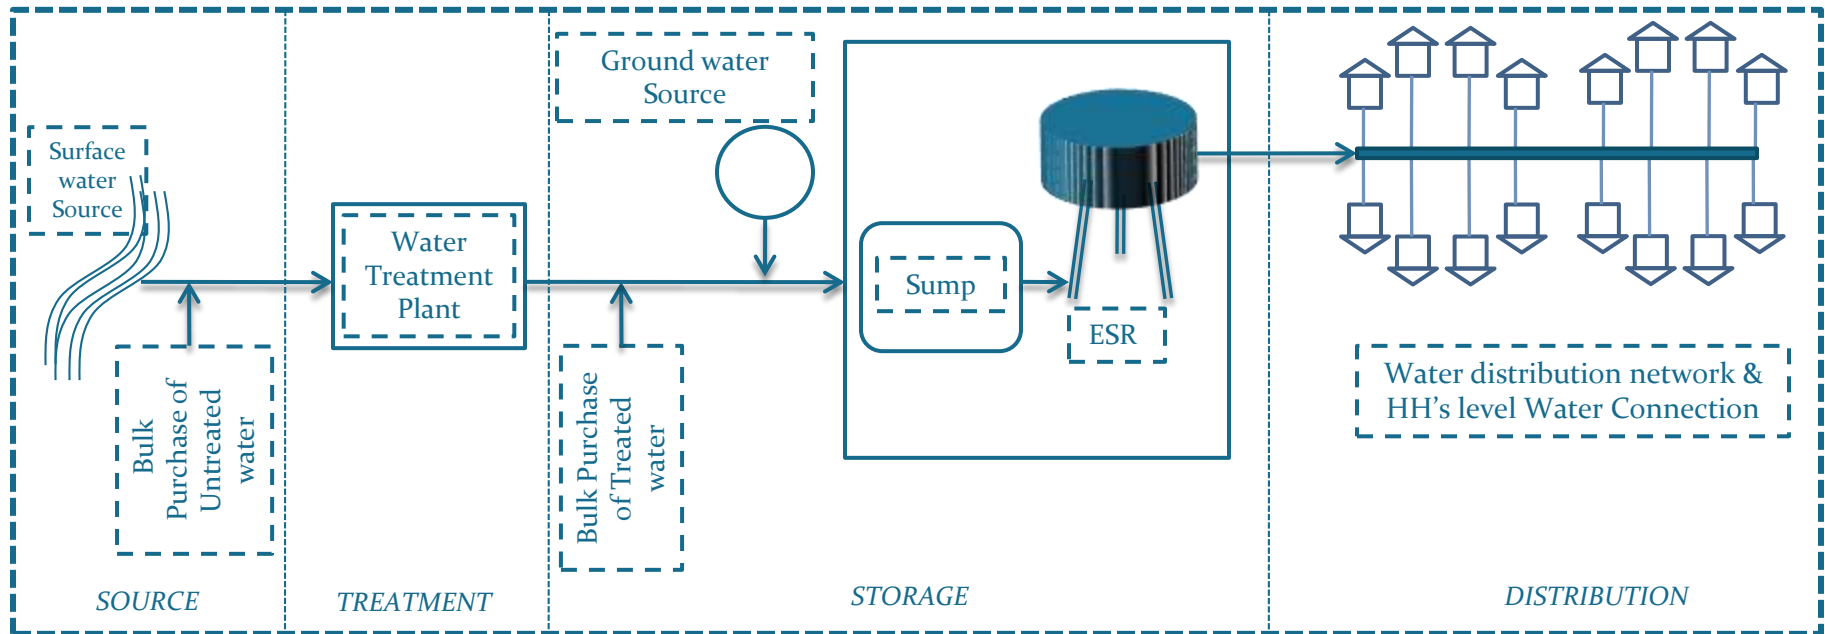 Surface
water
Source
Bulk
Purchase of
Untreated
water
SOURCE
Water
Treatment
Plant
TREATMENT
Ground water
Source
Bulk Purchase
of Treated
water
Sump
ESR
STORAGE
Water distribution network &
HH's level Water Connection
DISTRIBUTION